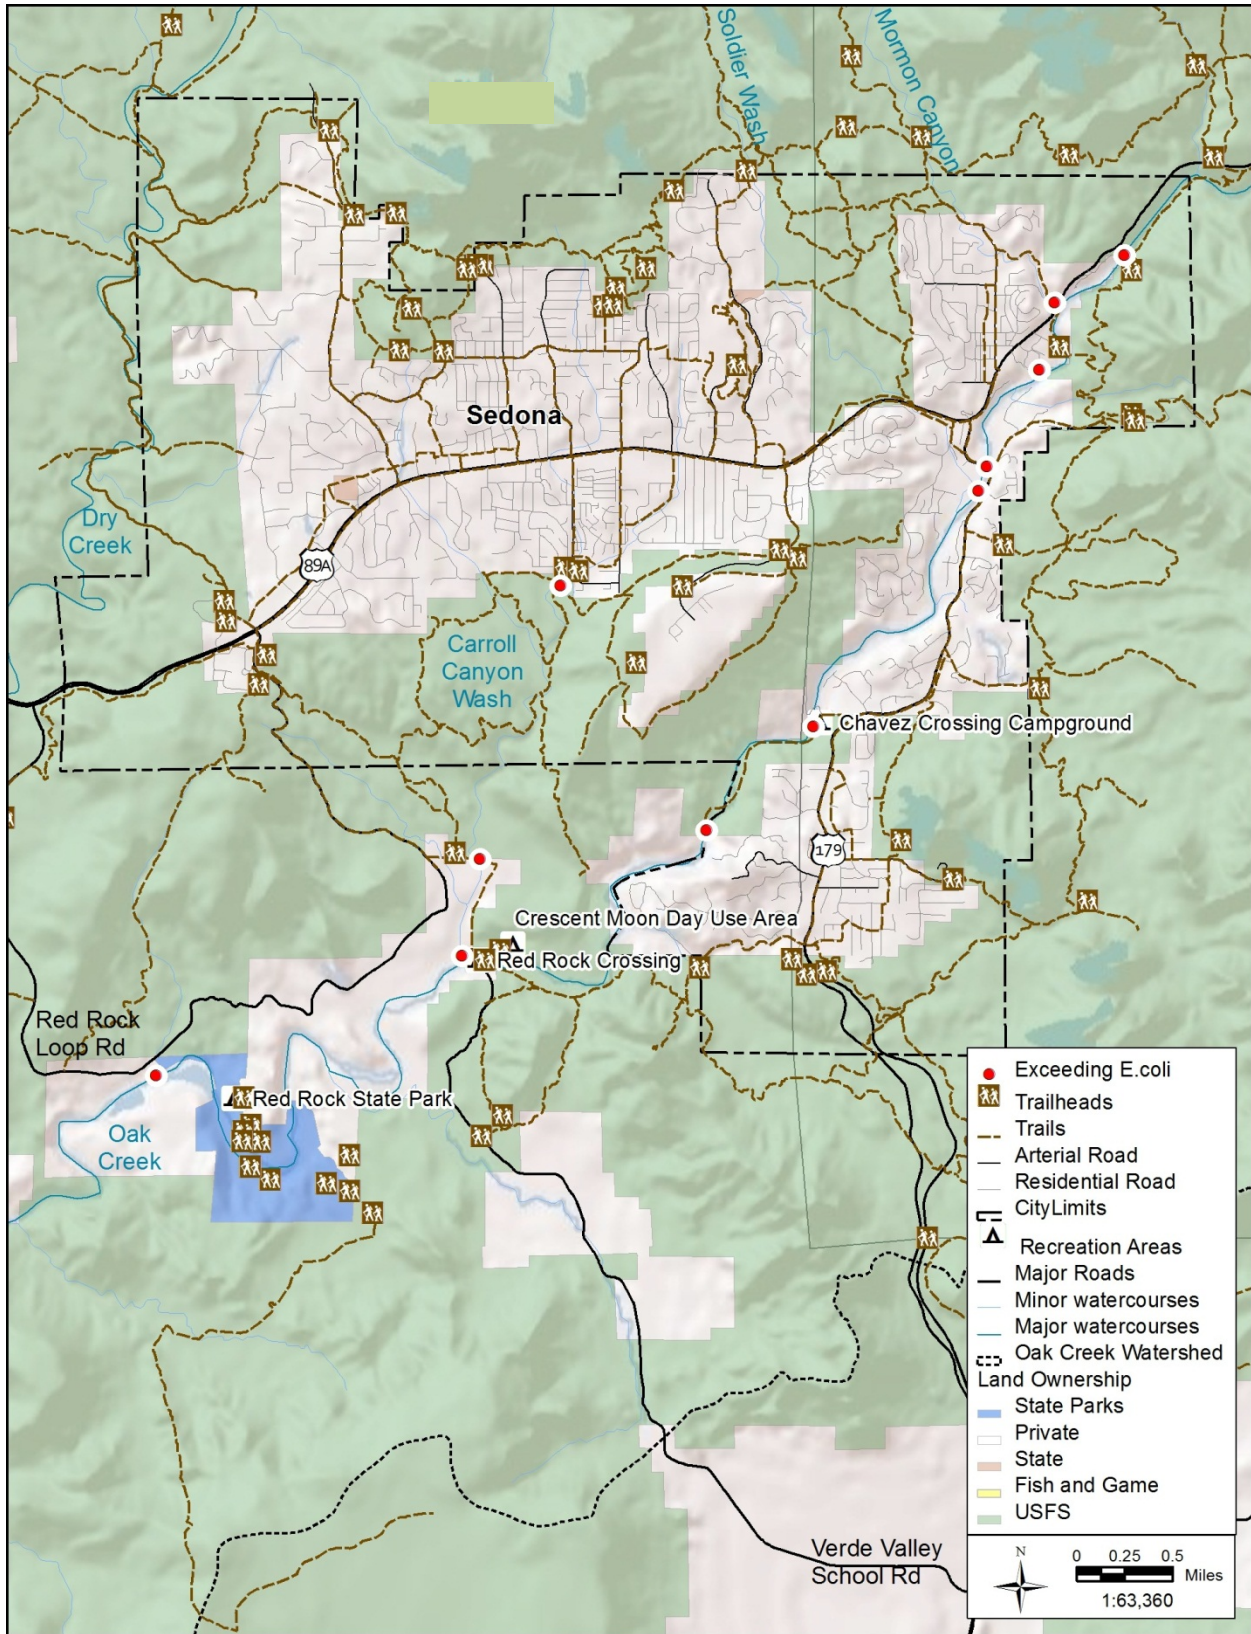 Soldier Wash
Mormon Canyon
Sedona
Dry
Creek
89A
Carroll
Canyon
Wash
Chavez Crossing Campground
179
Crescent Moon Day Use Area
Red Rock Crossing
Red Rock
Loop Rd
Red Rock State Park
Oak
Creek
Verde Valley
School Rd
Exceeding E.coli
Trailheads
Trails
Arterial Road
Residential Road
CityLimits
Recreation Areas
Major Roads
Minor watercourses
Major watercourses
Oak Creek Watershed
Land Ownership
State Parks
Private
State
Fish and Game
USFS
N
0 0.25 0.5
Miles
1:63,360